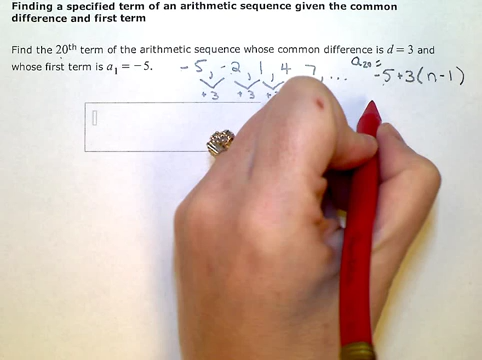 Finding a specified term of an arithmetic sequence given the common
difference and first term
Find the 20th term of the arithmetic sequence whose common difference is d = 3 and
whose first term is a₁ = −5.
-5, -2, 1, 4, 7, ...
a₂₀ =
-5+3(n-1)
+3 +3